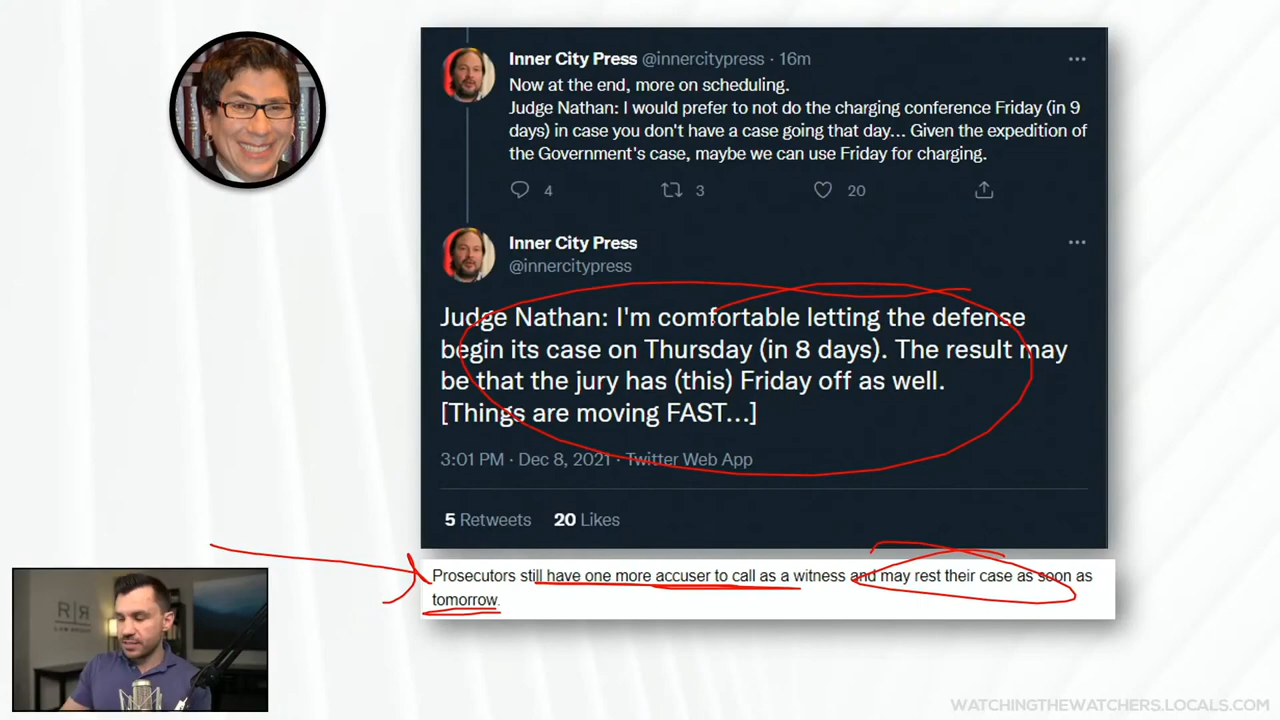 Inner City Press @innercitypress · 16m
Now at the end, more on scheduling.
Judge Nathan: I would prefer to not do the charging conference Friday (in 9
days) in case you don't have a case going that day... Given the expedition of
the Government's case, maybe we can use Friday for charging.
4 3 20
Inner City Press
@innercitypress
Judge Nathan: I'm comfortable letting the defense
begin its case on Thursday (in 8 days). The result may
be that the jury has (this) Friday off as well.
[Things are moving FAST...]
3:01 PM · Dec 8, 2021 · Twitter Web App
5 Retweets 20 Likes
Prosecutors still have one more accuser to call as a witness and may rest their case as soon as
tomorrow.
R|R
LAW GROUP
WATCHINGTHEWATCHERS.LOCALS.COM